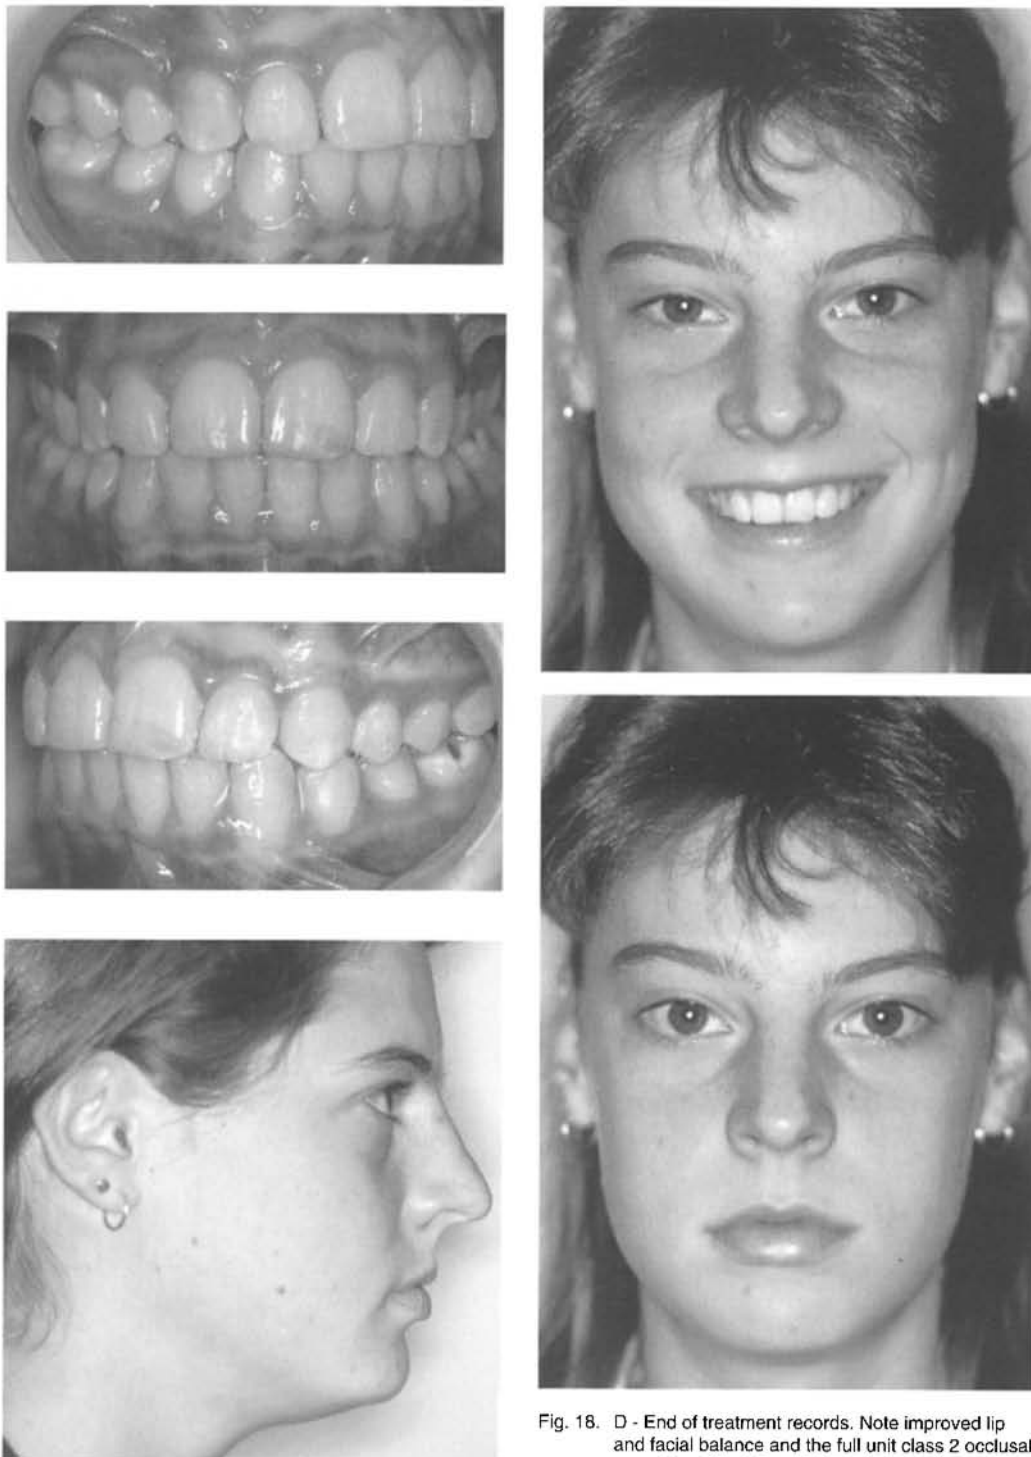 Fig. 18. D - End of treatment records. Note improved lip
and facial balance and the full unit class 2 occlusal